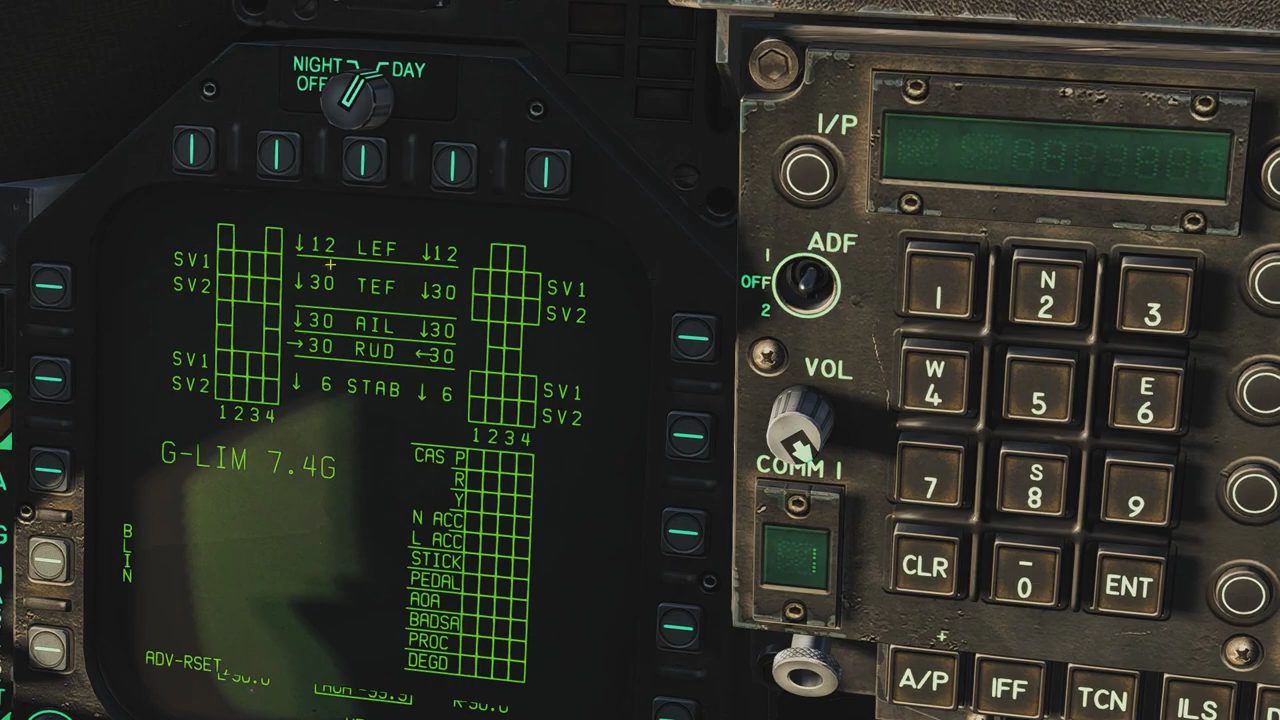 NIGHT DAY
OFF
SV1 ↓12 LEF ↓12
SV2 ↓30 TEF ↓30 SV1
↓30 AIL ↓30 SV2
→30 RUD ←30
SV1
SV2 ↓ 6 STAB ↓ 6 SV1
SV2
1 2 3 4
1 2 3 4
G-LIM 7.4G
CAS P
R
Y
N ACC
L ACC
STICK
PEDAL
AOA
BADSA
PROC
DEGD
BLIN
ADV-RSET
I/P
ADF
1
OFF
2
VOL
COMM 1
1
N 2
3
W 4
5
E 6
7
S 8
9
CLR
– 0
ENT
A/P IFF TCN ILS